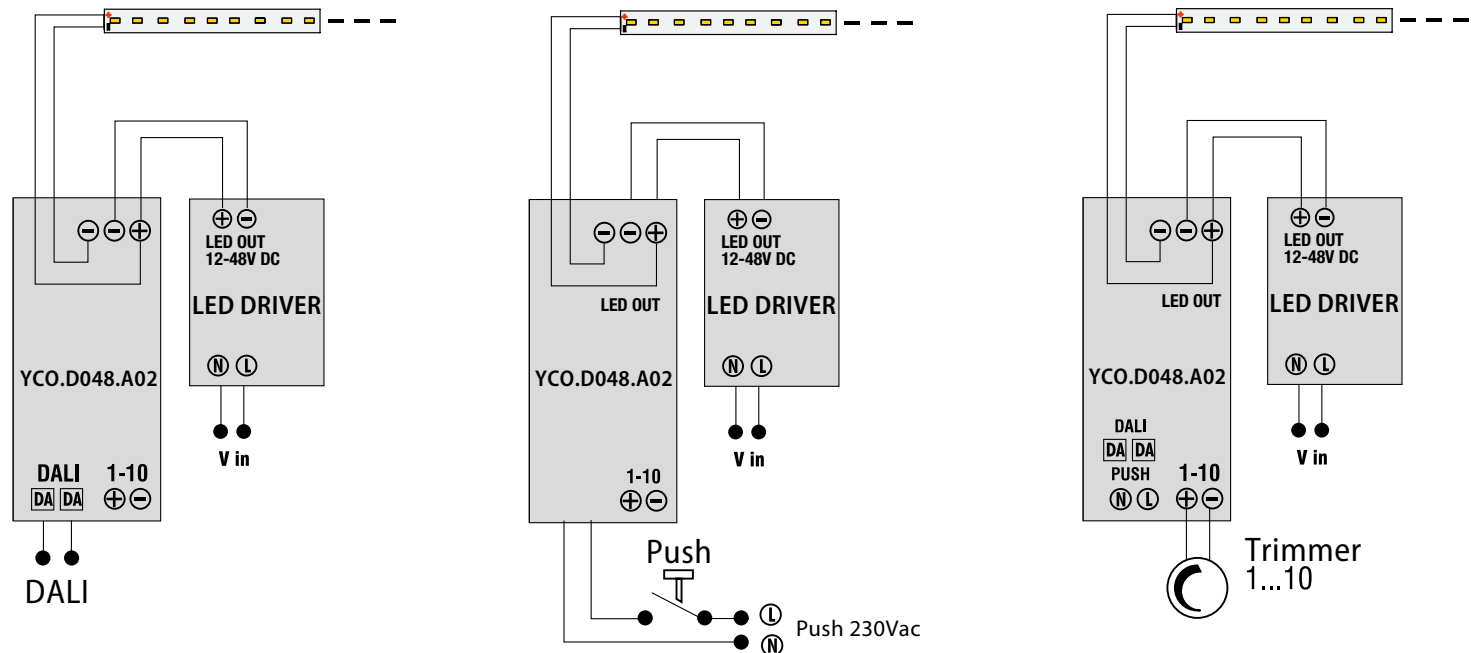 +
⊖ ⊖ ⊕
⊕ ⊖
LED OUT
12-48V DC
LED DRIVER
N L
YCO.D048.A02
V in
DALI 1-10
DA DA ⊕ ⊖
DALI
+
⊖ ⊖ ⊕
⊕ ⊖
LED OUT
12-48V DC
LED OUT
LED DRIVER
N L
YCO.D048.A02
V in
1-10
⊕ ⊖
Push
L
Push 230Vac
N
+
⊖ ⊖ ⊕
⊕ ⊖
LED OUT
12-48V DC
LED OUT
LED DRIVER
N L
YCO.D048.A02
V in
DALI
DA DA
PUSH 1-10
N L ⊕ ⊖
Trimmer
1...10